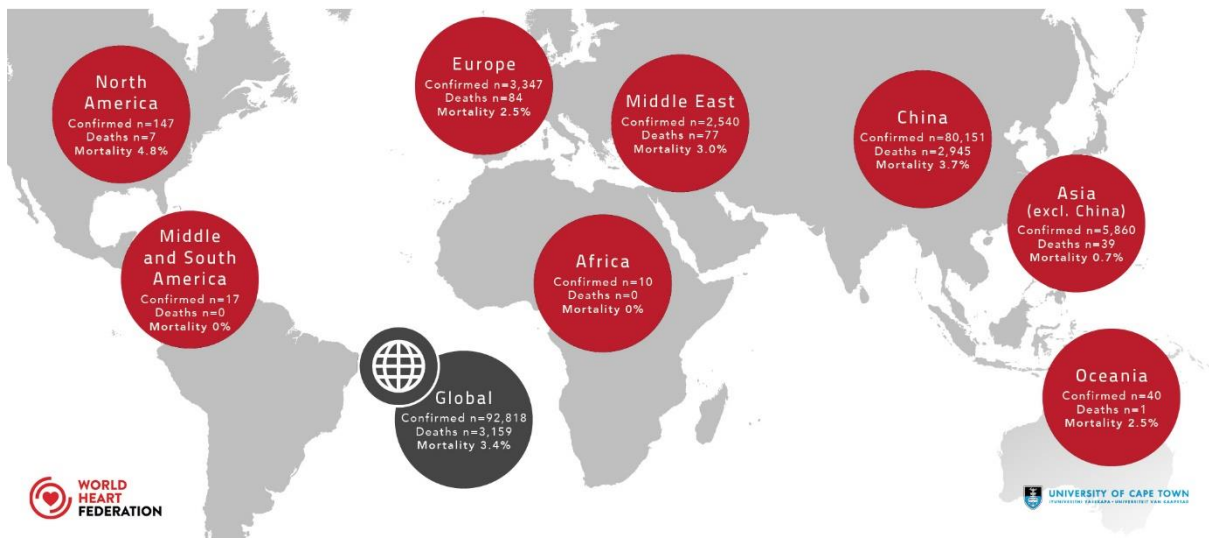 North
America
Confirmed n=147
Deaths n=7
Mortality 4.8%
Europe
Confirmed n=3,347
Deaths n=84
Mortality 2.5%
Middle East
Confirmed n=2,540
Deaths n=77
Mortality 3.0%
China
Confirmed n=80,151
Deaths n=2,945
Mortality 3.7%
Asia
(excl. China)
Confirmed n=5,860
Deaths n=39
Mortality 0.7%
Middle
and South
America
Confirmed n=17
Deaths n=0
Mortality 0%
Africa
Confirmed n=10
Deaths n=0
Mortality 0%
Global
Confirmed n=92,818
Deaths n=3,159
Mortality 3.4%
Oceania
Confirmed n=40
Deaths n=1
Mortality 2.5%
WORLD
HEART
FEDERATION
UNIVERSITY OF CAPE TOWN